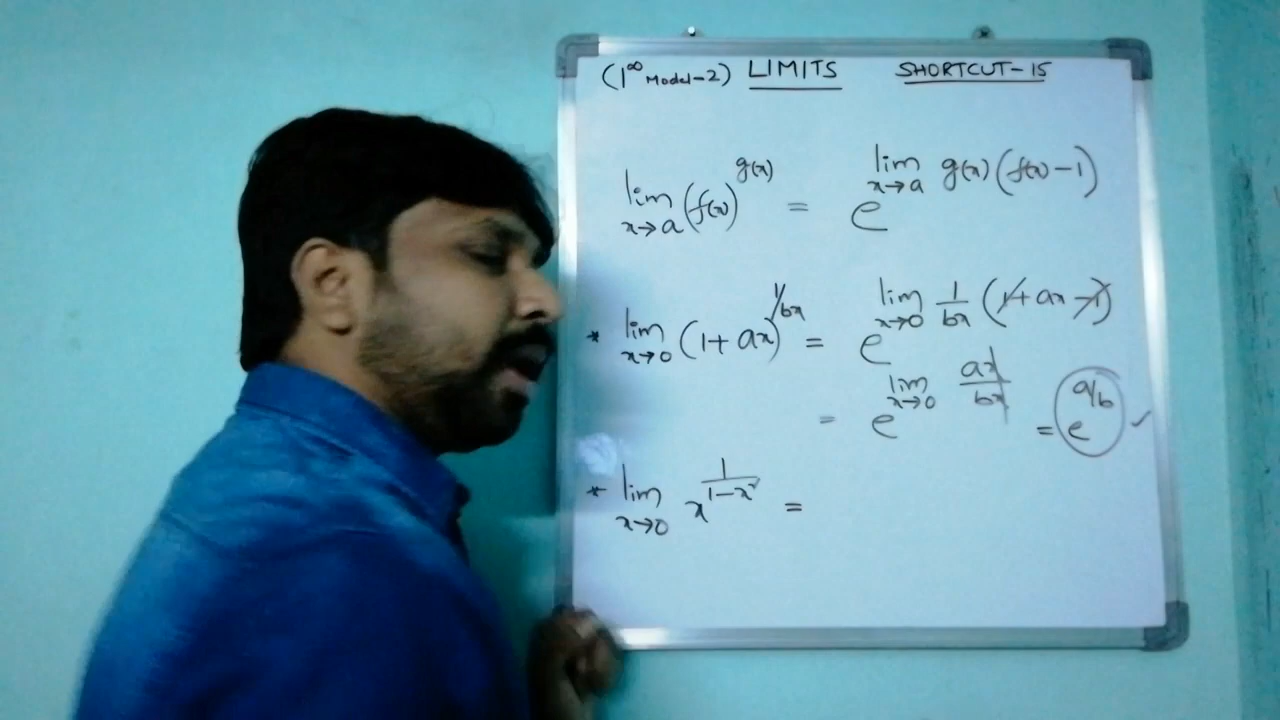 (1^∞ Model-2) LIMITS SHORTCUT-15
lim x→a (f(x))^g(x) = e^lim x→a g(x)(f(x)-1)
* lim x→0 (1+ax)^1/bx = e^lim x→0 1/bx (1+ax-1)
= e^lim x→0 ax/bx = e^a/b ✓
* lim x→0 x^1/(1-x²) =